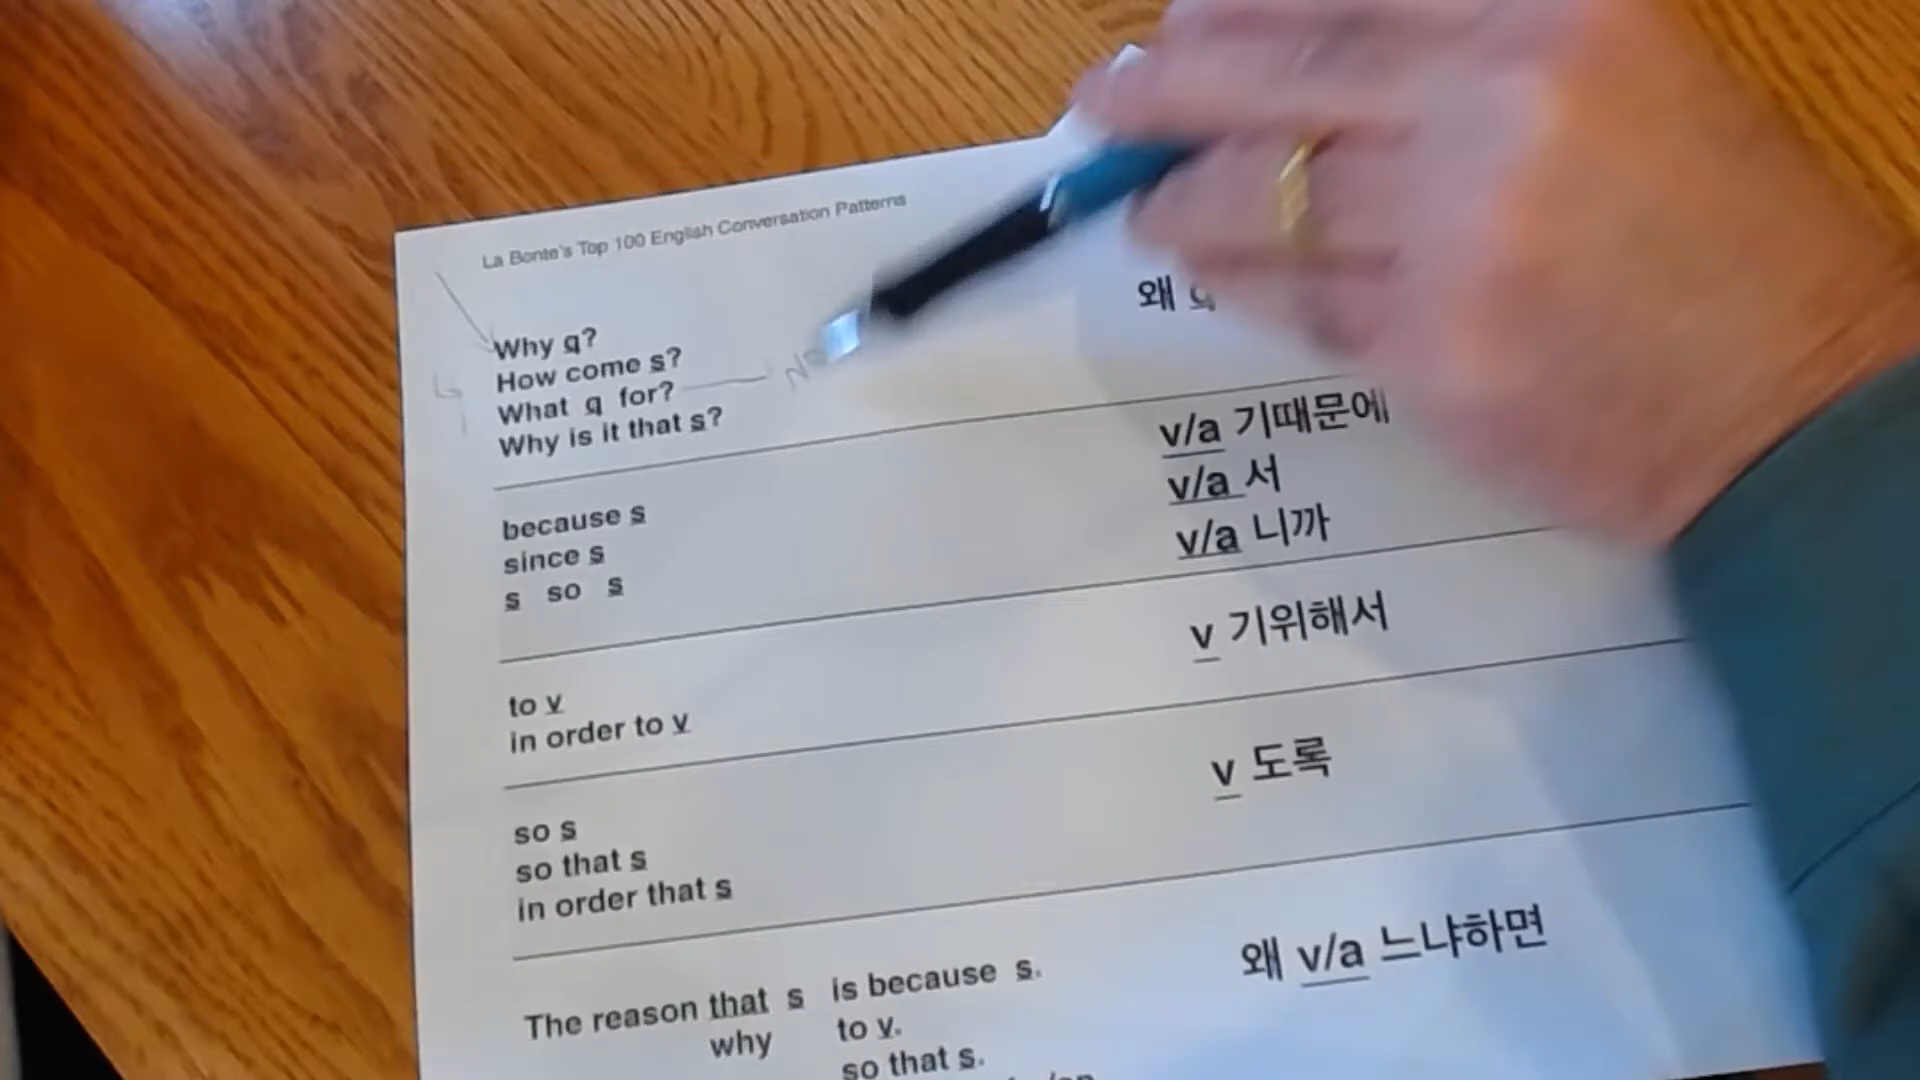 La Bonte's Top 100 English Conversation Patterns
Why q?
왜 q
How come s?
What q for?
Why is it that s?
v/a 기때문에
v/a 서
v/a 니까
because s
since s
s so s
v 기위해서
to v
in order to v
v 도록
so s
so that s
in order that s
왜 v/a 느냐하면
The reason that s is because s.
why to v.
so that s.